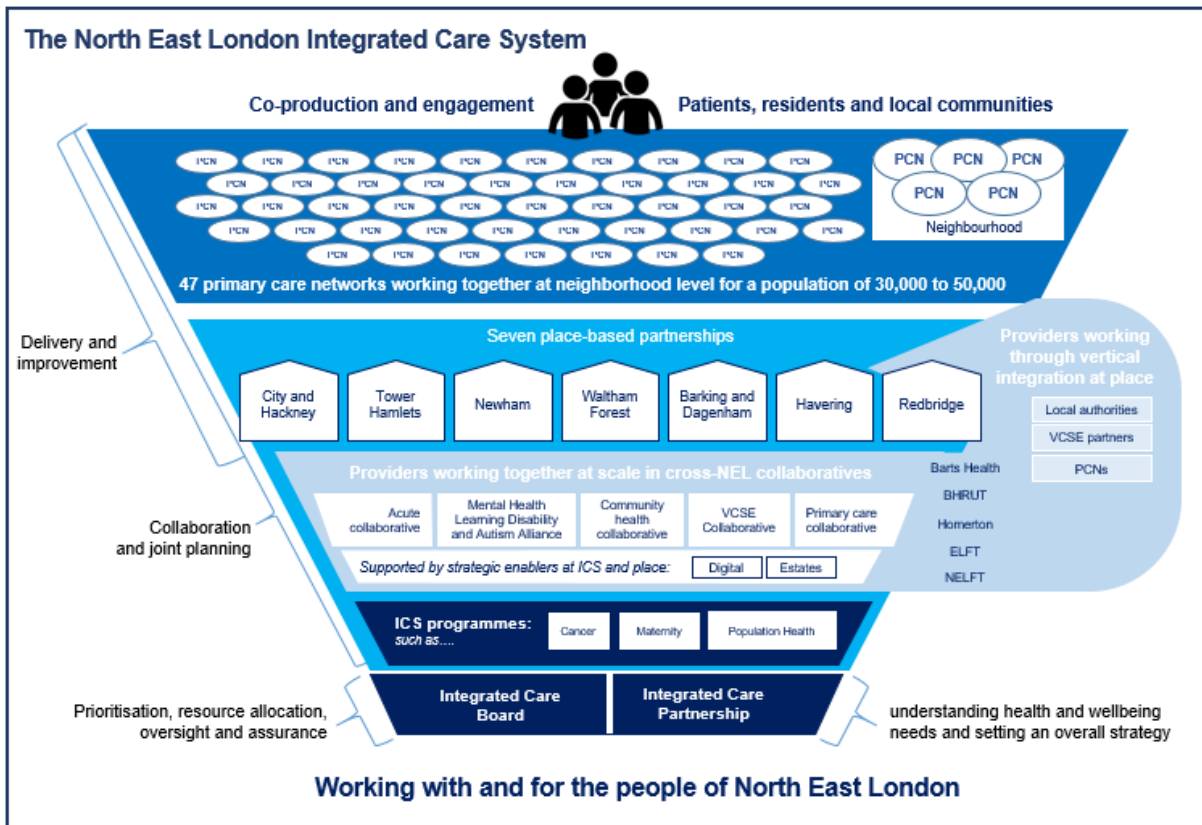 The North East London Integrated Care System
Co-production and engagement
Patients, residents and local communities
PCN PCN PCN PCN PCN PCN PCN PCN PCN PCN
PCN PCN PCN PCN PCN PCN PCN PCN PCN PCN
PCN PCN PCN PCN PCN PCN PCN PCN PCN PCN
PCN PCN PCN PCN PCN PCN PCN PCN PCN PCN
PCN PCN PCN PCN PCN PCN PCN
PCN PCN PCN
PCN PCN
Neighbourhood
47 primary care networks working together at neighborhood level for a population of 30,000 to 50,000
Delivery and
improvement
Seven place-based partnerships
City and
Hackney
Tower
Hamlets
Newham
Waltham
Forest
Barking and
Dagenham
Havering
Redbridge
Providers working
through vertical
integration at place
Local authorities
VCSE partners
PCNs
Barts Health
BHRUT
Homerton
ELFT
NELFT
Collaboration
and joint planning
Providers working together at scale in cross-NEL collaboratives
Acute
collaborative
Mental Health
Learning Disability
and Autism Alliance
Community
health
collaborative
VCSE
Collaborative
Primary care
collaborative
Supported by strategic enablers at ICS and place:
Digital
Estates
ICS programmes:
such as....
Cancer
Maternity
Population Health
Prioritisation, resource allocation,
oversight and assurance
Integrated Care
Board
Integrated Care
Partnership
understanding health and wellbeing
needs and setting an overall strategy
Working with and for the people of North East London